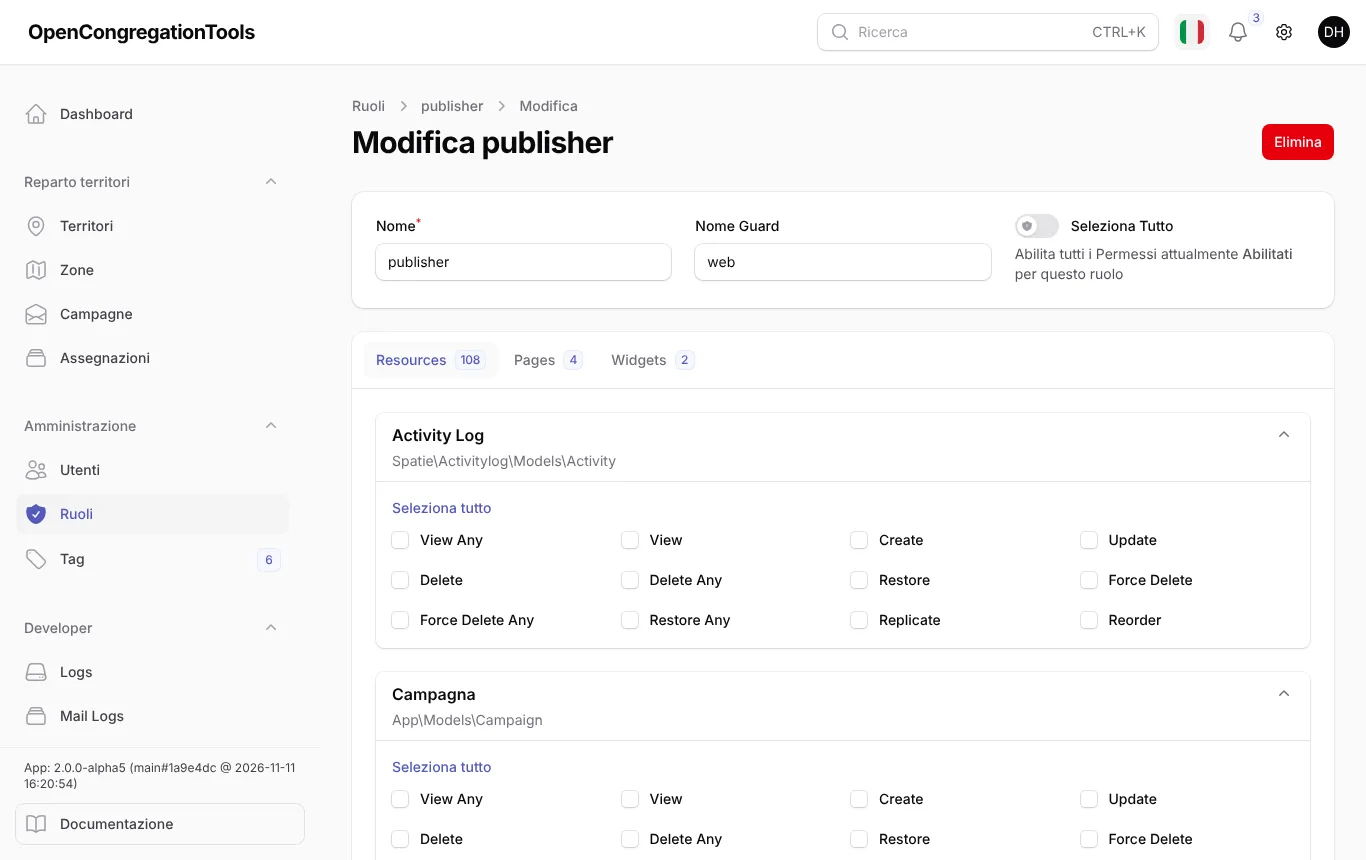 OpenCongregationTools
Ricerca
CTRL+K
3
DH
Dashboard
Reparto territori
Territori
Zone
Campagne
Assegnazioni
Amministrazione
Utenti
Ruoli
Tag
6
Developer
Logs
Mail Logs
App: 2.0.0-alpha5 (main#1a9e4dc @ 2026-11-11
16:20:54)
Documentazione
Ruoli
publisher
Modifica
Modifica publisher
Elimina
Nome*
publisher
Nome Guard
web
Seleziona Tutto
Abilita tutti i Permessi attualmente Abilitati
per questo ruolo
Resources 108
Pages 4
Widgets 2
Activity Log
Spatie\Activitylog\Models\Activity
Seleziona tutto
View Any
View
Create
Update
Delete
Delete Any
Restore
Force Delete
Force Delete Any
Restore Any
Replicate
Reorder
Campagna
App\Models\Campaign
Seleziona tutto
View Any
View
Create
Update
Delete
Delete Any
Restore
Force Delete